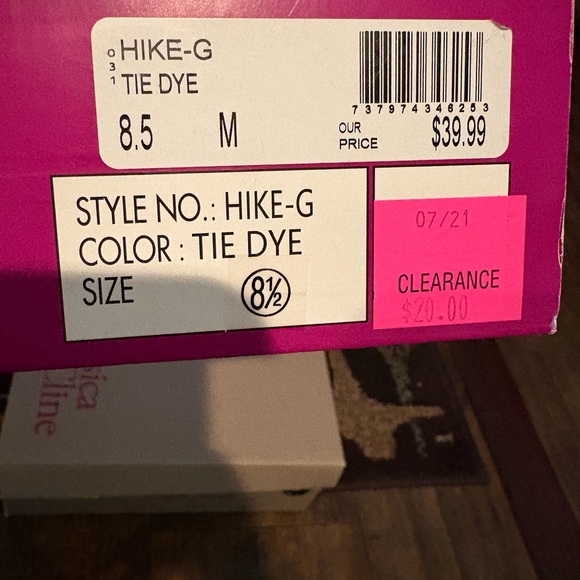 031
HIKE-G
TIE DYE
8.5 M
737974346253
OUR PRICE $39.99
STYLE NO.: HIKE-G
COLOR : TIE DYE
SIZE 8½
07/21
CLEARANCE
$20.00